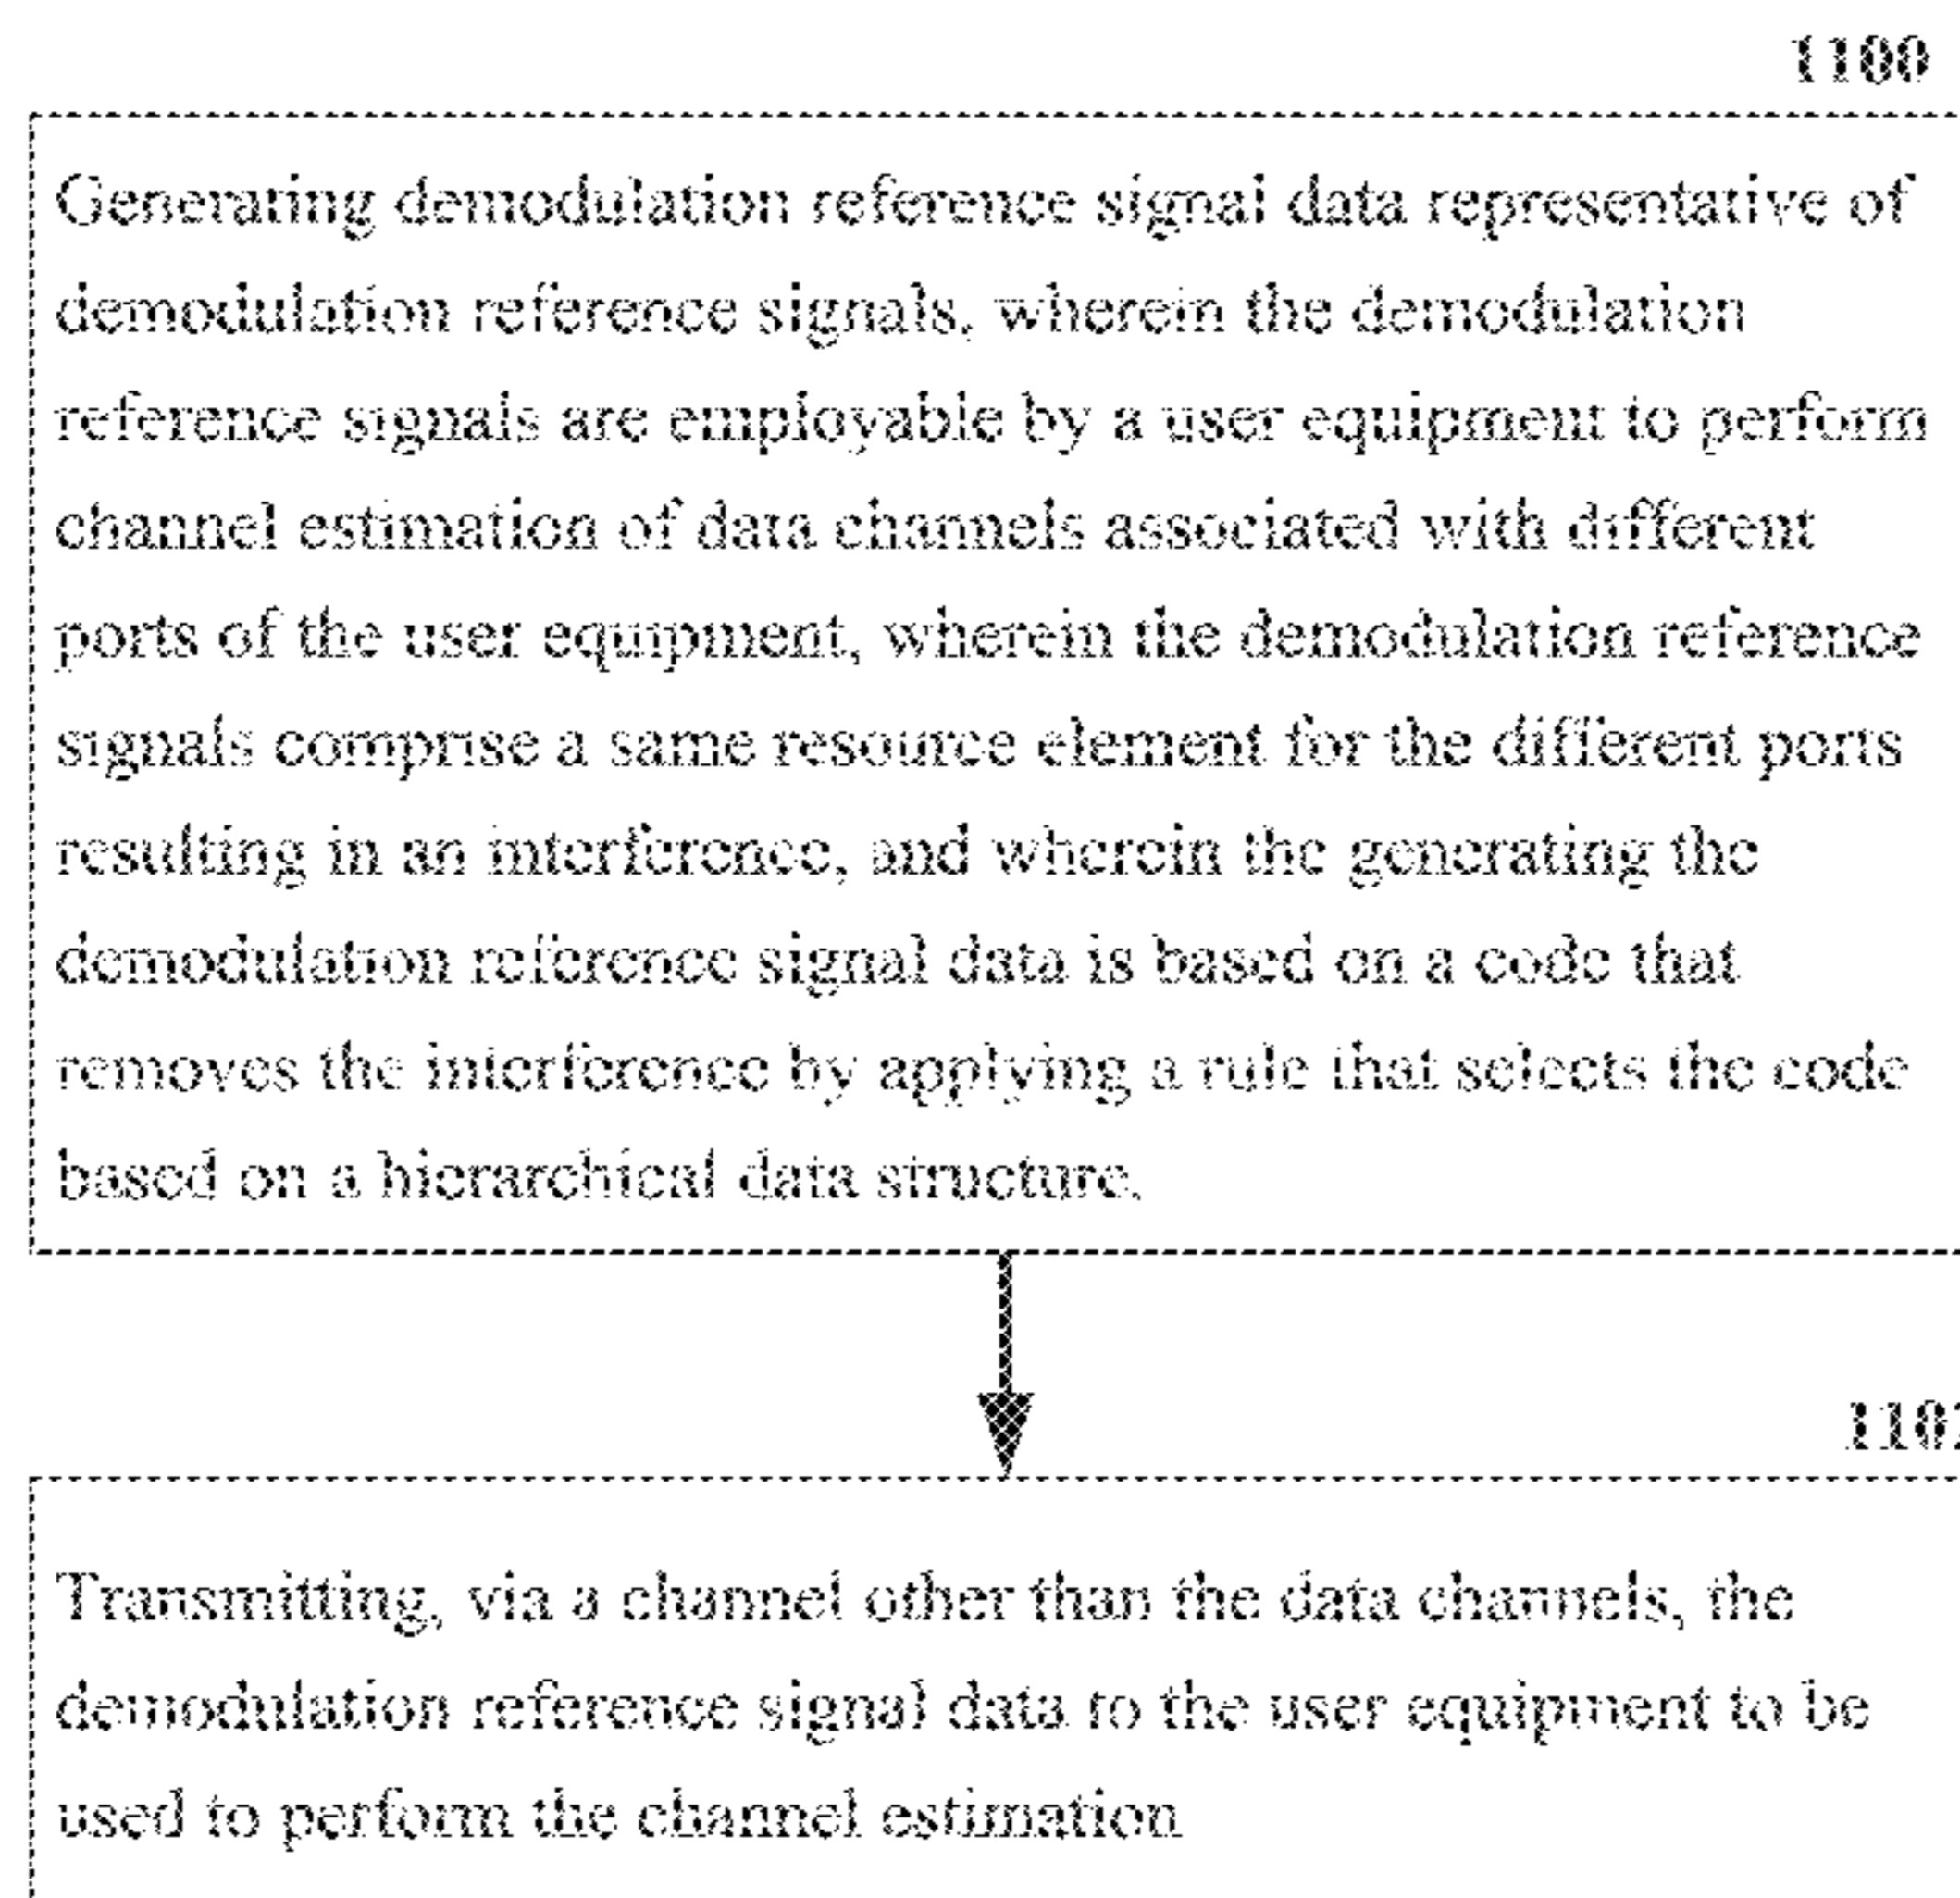 1100
Generating demodulation reference signal data representative of
demodulation reference signals, wherein the demodulation
reference signals are employable by a user equipment to perform
channel estimation of data channels associated with different
ports of the user equipment, wherein the demodulation reference
signals comprise a same resource element for the different ports
resulting in an interference, and wherein the generating the
demodulation reference signal data is based on a code that
removes the interference by applying a rule that selects the code
based on a hierarchical data structure.
Transmitting, via a channel other than the data channels, the
demodulation reference signal data to the user equipment to be
used to perform the channel estimation